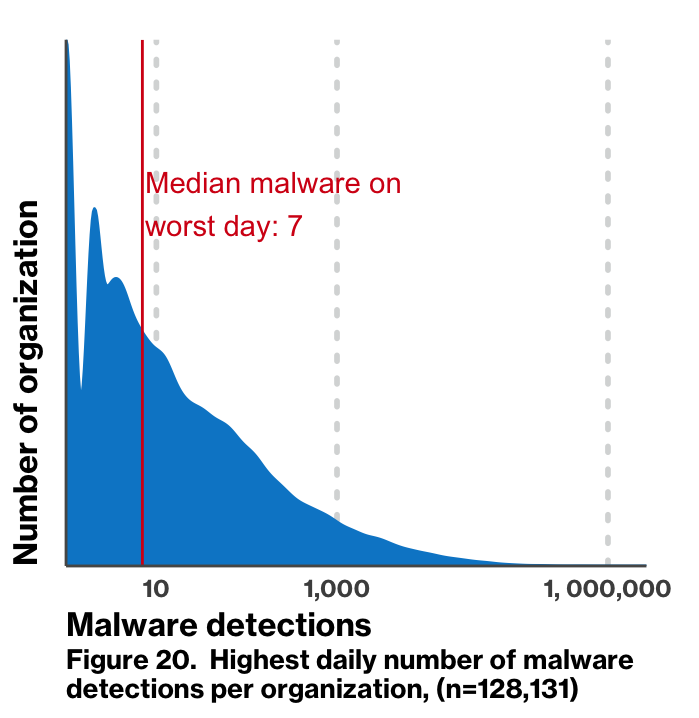 Median malware on
worst day: 7
Number of organization
10
1,000
1, 000,000
Malware detections
Figure 20. Highest daily number of malware
detections per organization, (n=128,131)